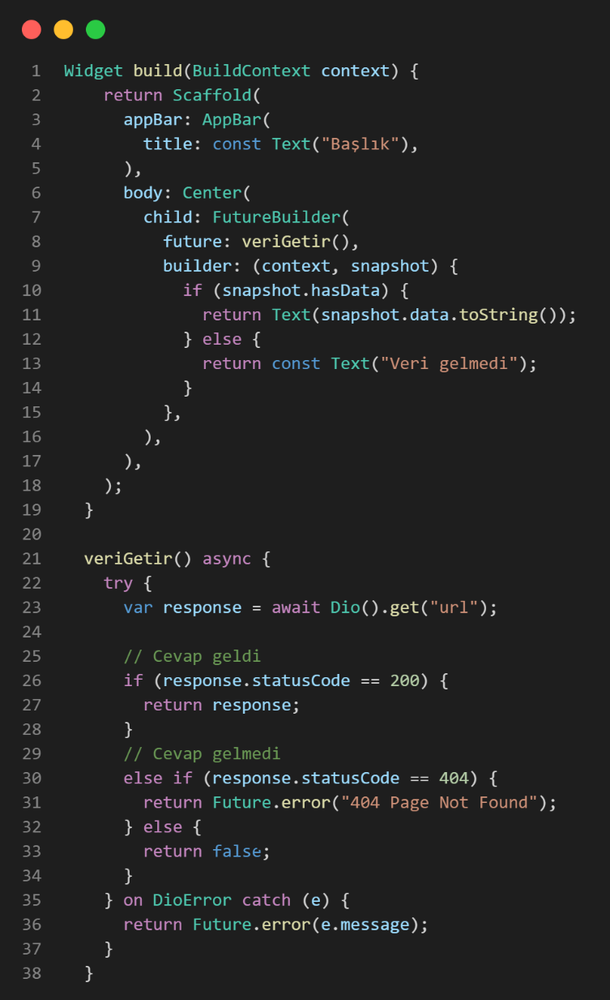 1 Widget build(BuildContext context) {
2     return Scaffold(
3       appBar: AppBar(
4         title: const Text("Başlık"),
5       ),
6       body: Center(
7         child: FutureBuilder(
8           future: veriGetir(),
9           builder: (context, snapshot) {
10             if (snapshot.hasData) {
11               return Text(snapshot.data.toString());
12             } else {
13               return const Text("Veri gelmedi");
14             }
15           },
16         ),
17       ),
18     );
19   }
20
21   veriGetir() async {
22     try {
23       var response = await Dio().get("url");
24
25       // Cevap geldi
26       if (response.statusCode == 200) {
27         return response;
28       }
29       // Cevap gelmedi
30       else if (response.statusCode == 404) {
31         return Future.error("404 Page Not Found");
32       } else {
33         return false;
34       }
35     } on DioError catch (e) {
36       return Future.error(e.message);
37     }
38   }